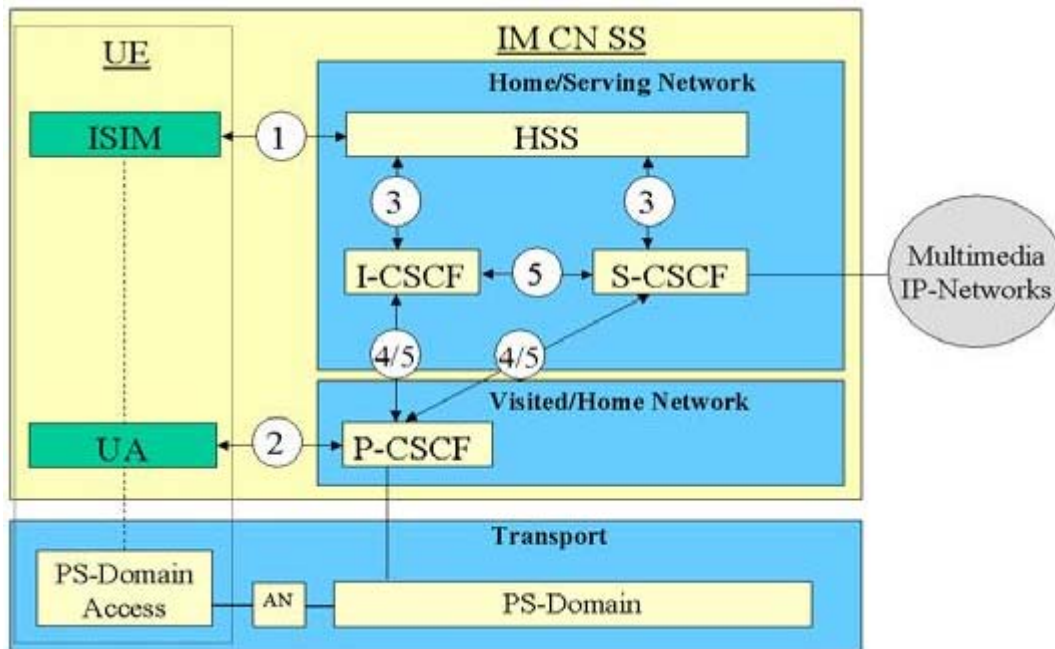 UE
IM CN SS
Home/Serving Network
ISIM
1
HSS
3
3
I-CSCF
5
S-CSCF
Multimedia
IP-Networks
4/5
4/5
Visited/Home Network
UA
2
P-CSCF
Transport
PS-Domain
Access
AN
PS-Domain